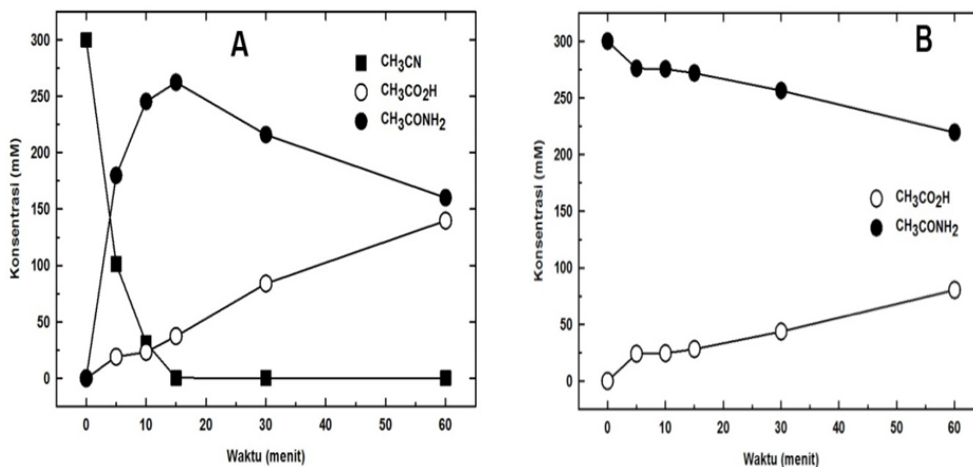 A
300
250
200
150
100
50
0
CH₃CN
CH₃CO₂H
CH₃CONH₂
Konsentrasi (mM)
0 10 20 30 40 50 60
Waktu (menit)
B
300
250
200
150
100
50
0
CH₃CO₂H
CH₃CONH₂
Konsentrasi (mM)
0 10 20 30 40 50 60
Waktu (menit)